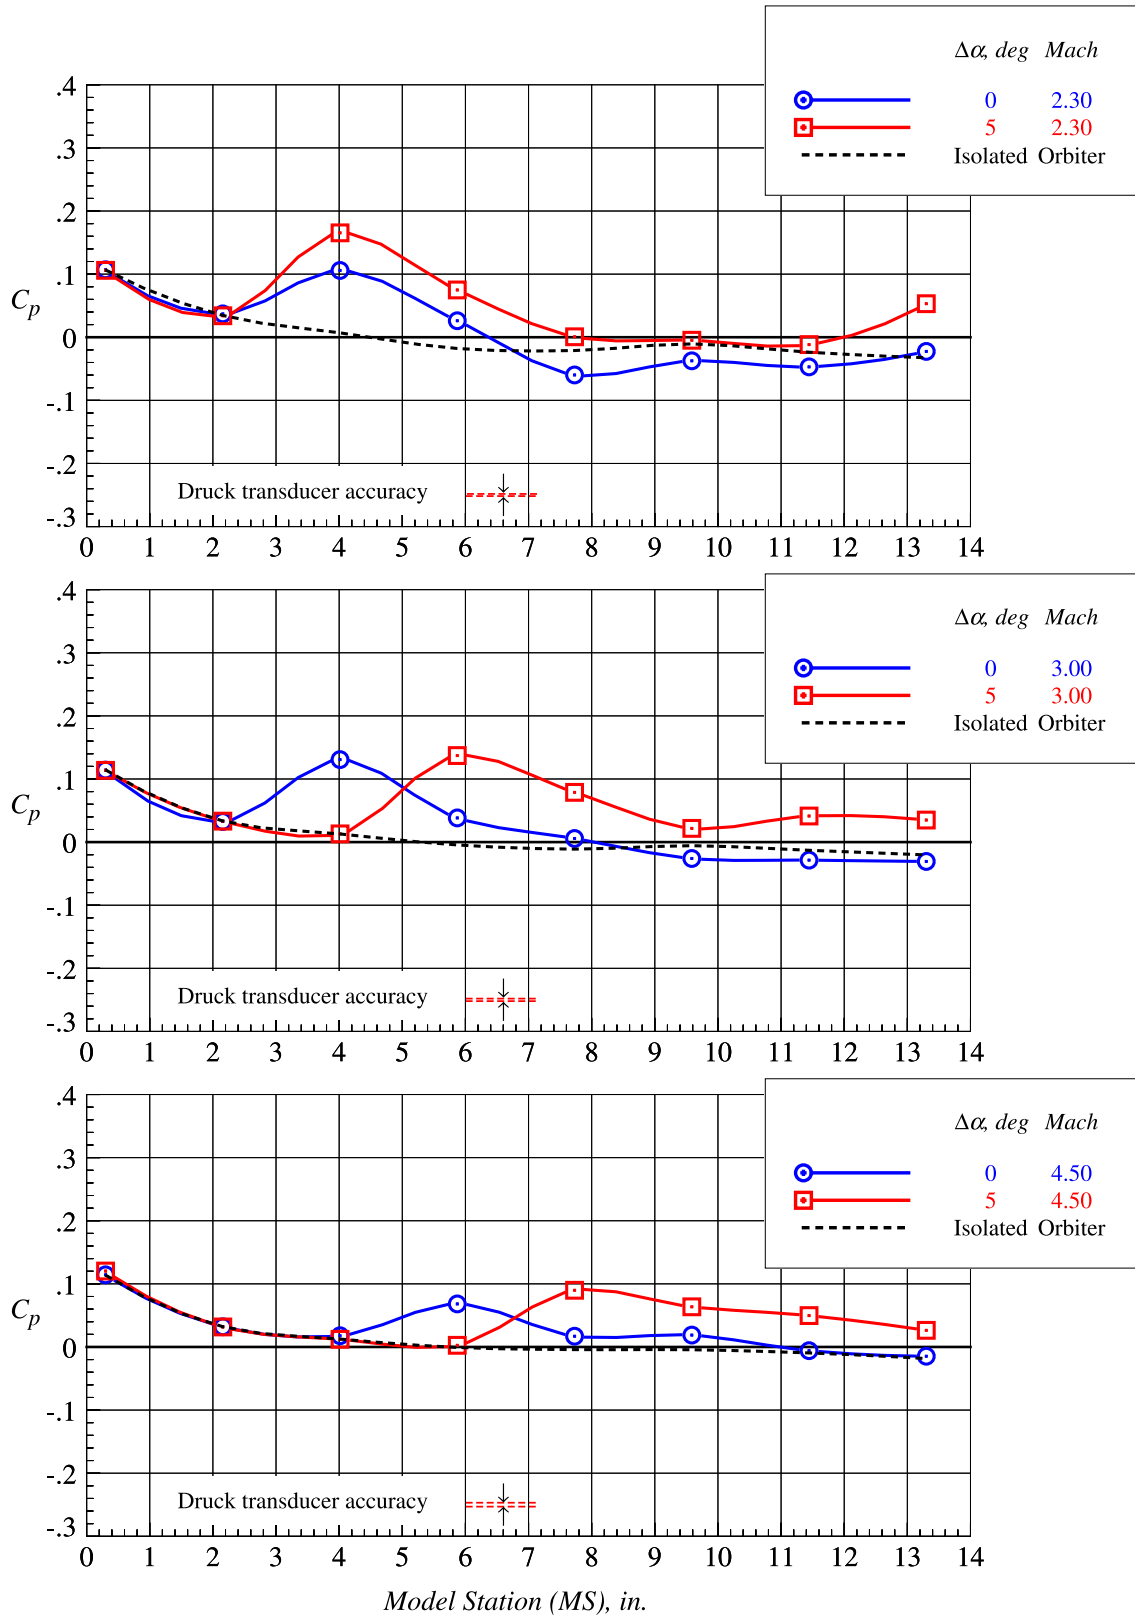 Δα, deg Mach
0 2.30
5 2.30
Isolated Orbiter
.4
.3
.2
.1
Cp
0
-.1
-.2
Druck transducer accuracy
-.3
0 1 2 3 4 5 6 7 8 9 10 11 12 13 14
Δα, deg Mach
0 3.00
5 3.00
Isolated Orbiter
.4
.3
.2
.1
Cp
0
-.1
-.2
Druck transducer accuracy
-.3
0 1 2 3 4 5 6 7 8 9 10 11 12 13 14
Δα, deg Mach
0 4.50
5 4.50
Isolated Orbiter
.4
.3
.2
.1
Cp
0
-.1
-.2
Druck transducer accuracy
-.3
0 1 2 3 4 5 6 7 8 9 10 11 12 13 14
Model Station (MS), in.